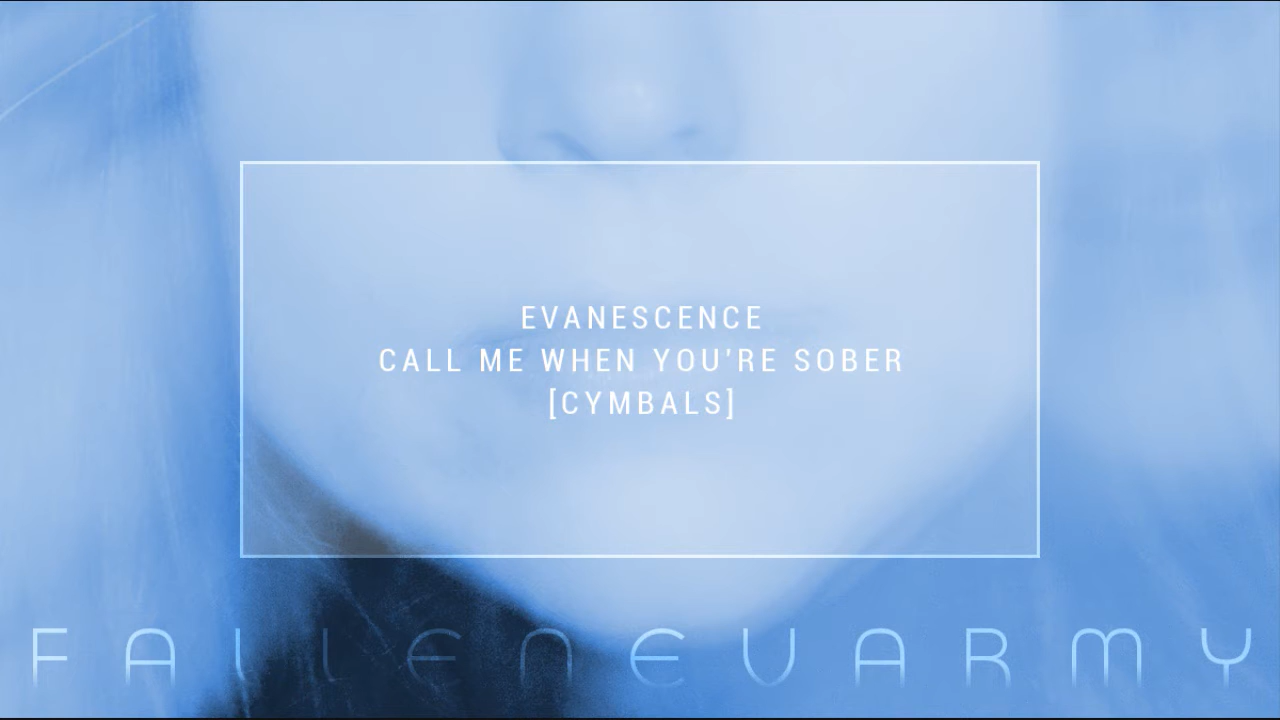 EVANESCENCE
CALL ME WHEN YOU'RE SOBER
[CYMBALS]
FALLENEVARMY